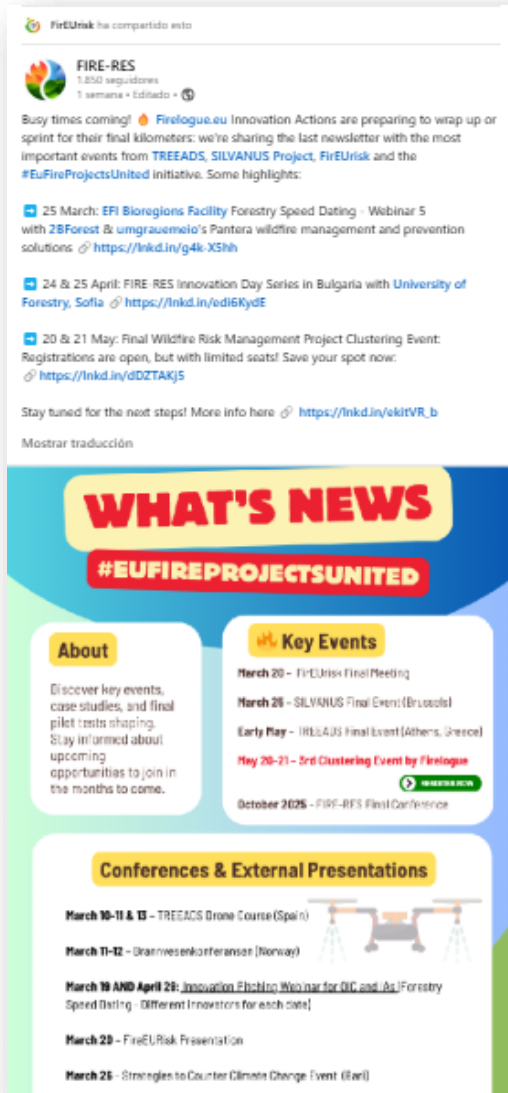 FirEUrisk ha compartido esto
FIRE-RES
1.850 seguidores
1 semana • Editado •
Busy times coming! 🔥 Firelogue.eu Innovation Actions are preparing to wrap up or
sprint for their final kilometers: we're sharing the last newsletter with the most
important events from TREEADS, SILVANUS Project, FirEUrisk and the
#EuFireProjectsUnited initiative. Some highlights:
➡️ 25 March: EFI Bioregions Facility Forestry Speed Dating - Webinar 5
with 2BForest & umgrauemeio's Pantera wildfire management and prevention
solutions 🔗 https://lnkd.in/g4k-X5hh
➡️ 24 & 25 April: FIRE-RES Innovation Day Series in Bulgaria with University of
Forestry, Sofia 🔗 https://lnkd.in/edi6KydE
➡️ 20 & 21 May: Final Wildfire Risk Management Project Clustering Event:
Registrations are open, but with limited seats! Save your spot now:
🔗 https://lnkd.in/dDZTAKj5
Stay tuned for the next steps! More info here 🔗 https://lnkd.in/ekitVR_b
Mostrar traducción
WHAT'S NEWS
#EUFIREPROJECTSUNITED
About
Discover key events,
case studies, and final
pilot tests shaping.
Stay informed about
upcoming
opportunities to join in
the months to come.
🔥 Key Events
March 20 – FirEUrisk Final Meeting
March 26 – SILVANUS Final Event (Brussels)
Early May – TREEADS Final Event (Athens, Greece)
May 20-21 – 3rd Clustering Event by Firelogue
REGISTER NOW
October 2025 – FIRE-RES Final Conference
Conferences & External Presentations
March 10-11 & 13 – TREEADS Drone Course (Spain)
March 11-12 – Brannvesenkonferansen (Norway)
March 19 AND April 29: Innovation Pitching Webinar for OIC and IAs (Forestry
Speed Dating - Different innovators for each date)
March 20 – FireEURisk Presentation
March 26 – Strategies to Counter Climate Change Event (Bari)